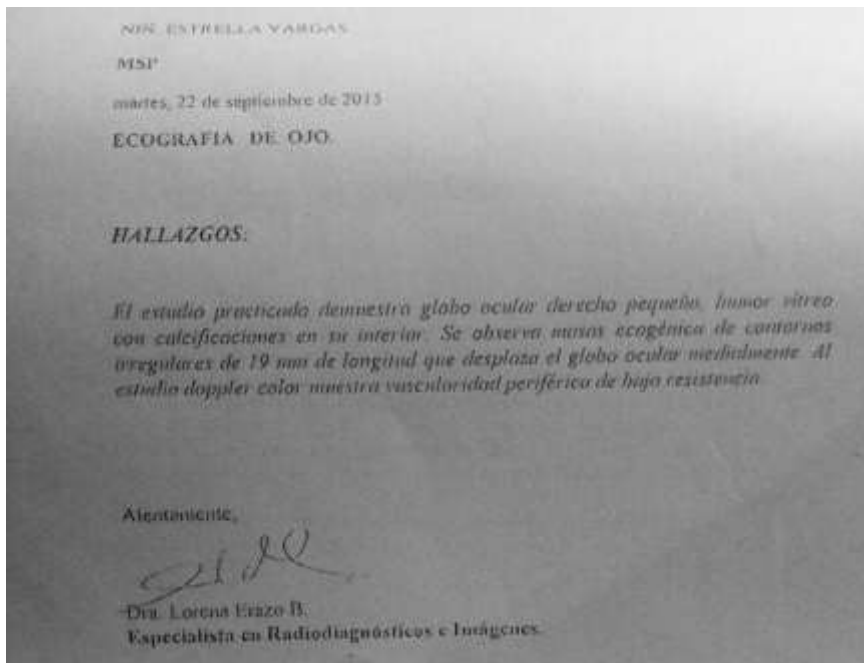 NIÑ. ESTRELLA VARGAS
MSP
martes, 22 de septiembre de 2015
ECOGRAFIA DE OJO.
HALLAZGOS:
El estudio practicado demuestra globo ocular derecho pequeño, humor vitreo
con calcificaciones en su interior. Se observa masas ecogénica de contornos
irregulares de 19 mm de longitud que desplaza el globo ocular medialmente. Al
estudio doppler color muestra vascularidad periférica de baja resistencia.
Atentamente,
Dra. Lorena Erazo B.
Especialista en Radiodiagnósticos e Imágenes.